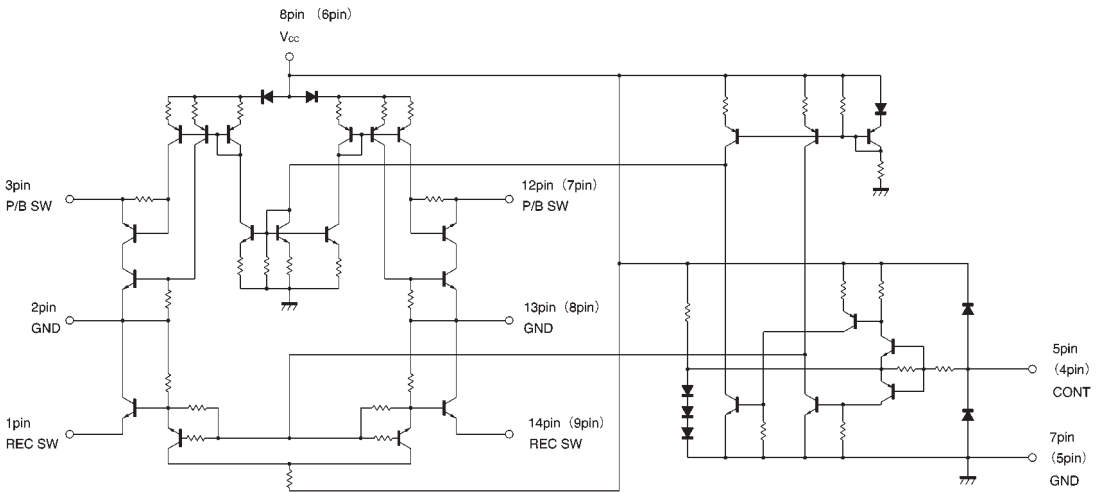 8pin (6pin)
Vcc
3pin
P/B SW
12pin (7pin)
P/B SW
2pin
GND
13pin (8pin)
GND
5pin
(4pin)
CONT
1pin
REC SW
14pin (9pin)
REC SW
7pin
(5pin)
GND